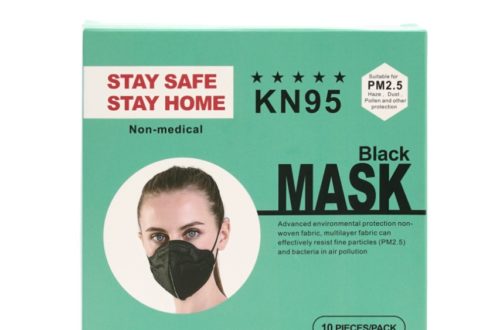 STAY SAFE
STAY HOME
Non-medical
★★★★★
KN95
Suitable for
PM2.5
Haze . Dust .
Pollen and other
protection
Black
MASK
Advanced environmental protection non-
woven fabric, multilayer fabric can
effectively resist fine particles (PM2.5)
and bacteria in air pollution
10 PIECES/PACK